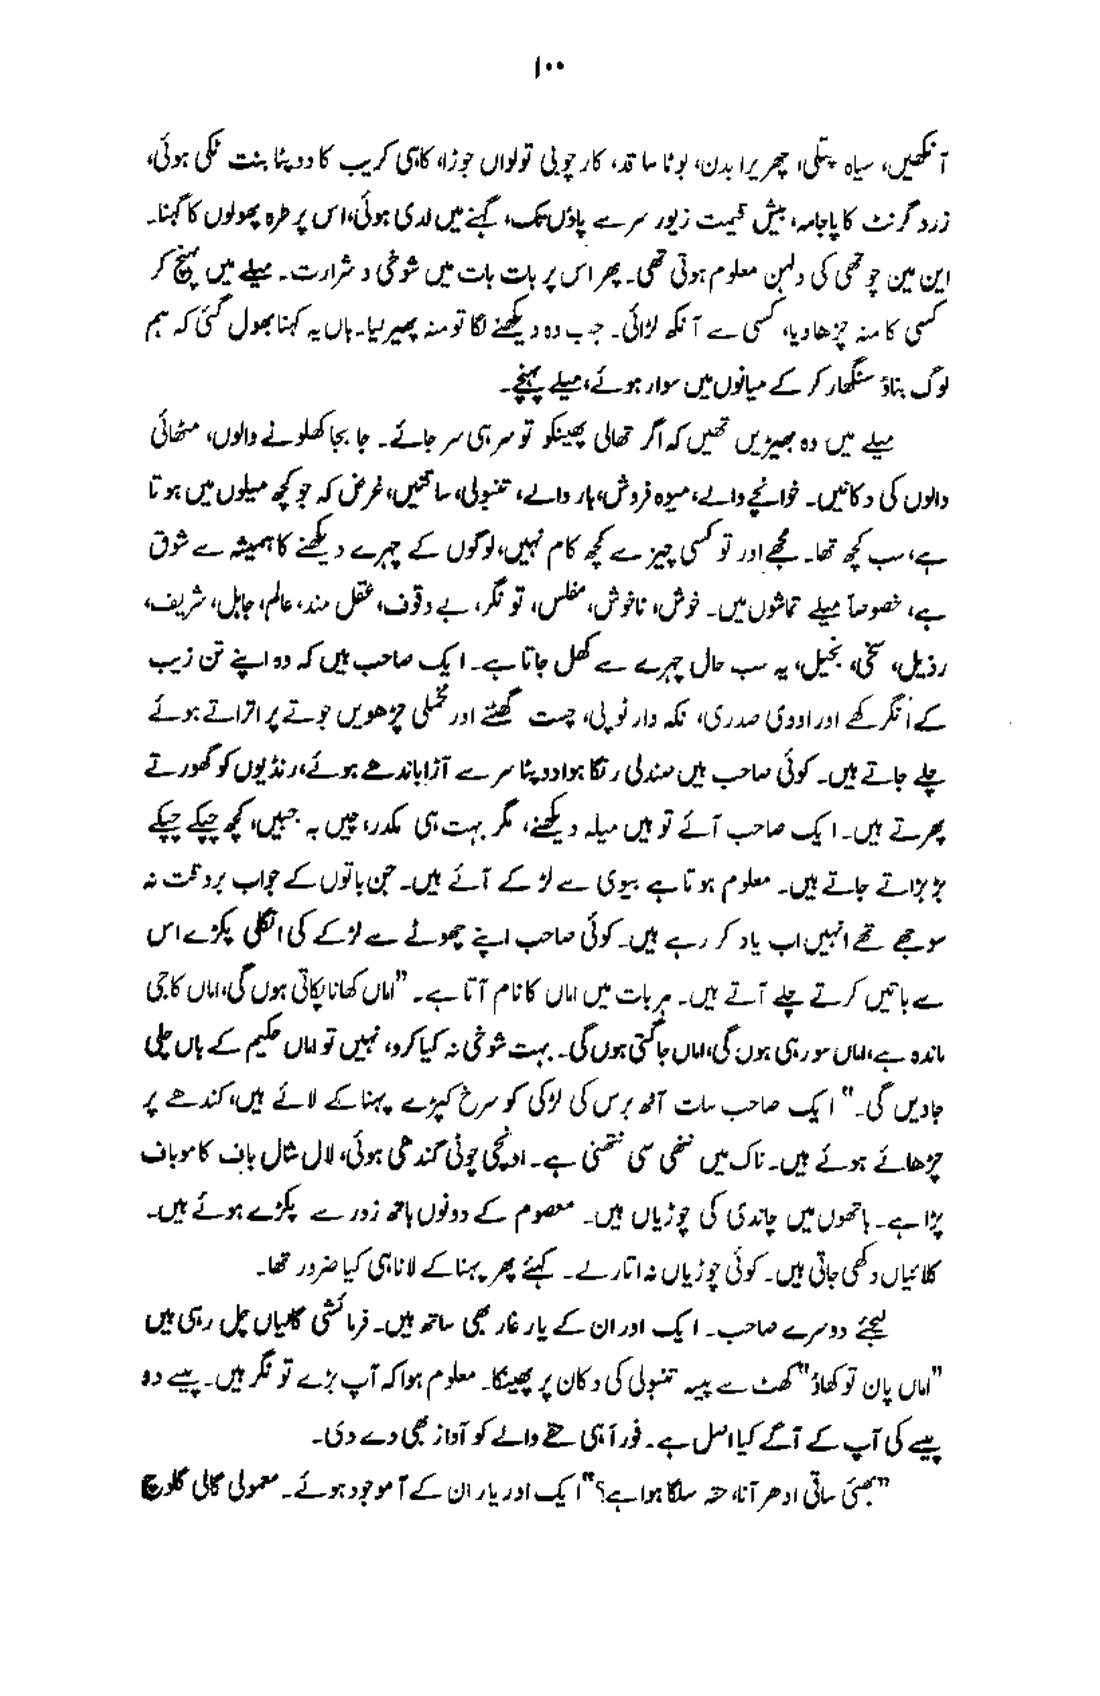 ۱۰۰
آنکھیں، سیاہ پتلی، چھریرا بدن، بوٹا سا قد، کارچوبی تولواں جوڑا، کاہی کریب کا دوپٹا بنت ٹکی ہوئی،
زرد گرنٹ کا پاجامہ، بیش قیمت زیور سر سے پاؤں تک، گہنے میں لدی ہوئی، اس پر طرہ پھولوں کا گہنا۔
این مین چوتھی کی دلہن معلوم ہوتی تھی۔ پھر اس پر بات بات میں شوخی و شرارت۔ میلے میں پہنچ کر
کسی کا منہ چڑھا دیا، کسی سے آنکھ لڑائی۔ جب وہ دیکھنے لگا تو منہ پھیر لیا۔ ہاں یہ کہنا بھول گئی کہ ہم
لوگ بناؤ سنگھار کر کے میانوں میں سوار ہوئے، میلے پہنچے۔
میلے میں وہ بھیڑیں تھیں کہ اگر تھالی پھینکو تو سر ہی سر جائے۔ جا بجا کھلونے والوں، مٹھائی
والوں کی دکانیں۔ خوانچے والے، میوہ فروش، ہار والے، تنبولی، ساقنیں، غرض کہ جو کچھ میلوں میں ہوتا
ہے، سب کچھ تھا۔ مجھے اور تو کسی چیز سے کچھ کام نہیں، لوگوں کے چہرے دیکھنے کا ہمیشہ سے شوق
ہے، خصوصاً میلے تماشوں میں۔ خوش، ناخوش، مفلس، تونگر، بے وقوف، عقل مند، عالم، جاہل، شریف،
رذیل، سخی، بخیل، یہ سب حال چہرے سے کھل جاتا ہے۔ ایک صاحب ہیں کہ وہ اپنے تن زیب
کے انگرکھے اور اودی صدری، نکہ دار ٹوپی، چست گھٹنے اور مخملی چڑھویں جوتے پر اتراتے ہوئے
چلے جاتے ہیں۔ کوئی صاحب ہیں صندلی رنگا ہوا دوپٹا سر سے آڑا باندھے ہوئے، رنڈیوں کو گھورتے
پھرتے ہیں۔ ایک صاحب آئے تو ہیں میلہ دیکھنے، مگر بہت ہی مکدر، چیں بہ جبیں، کچھ چپکے چپکے
بڑبڑاتے جاتے ہیں۔ معلوم ہوتا ہے بیوی سے لڑ کے آئے ہیں۔ جن باتوں کے جواب بر وقت نہ
سوجھے تھے انہیں اب یاد کر رہے ہیں۔ کوئی صاحب اپنے چھوٹے سے لڑکے کی انگلی پکڑے اس
سے باتیں کرتے چلے آتے ہیں۔ ہر بات میں اماں کا نام آتا ہے۔ "اماں کھانا پکاتی ہوں گی، اماں کا جی
ماندہ ہے، اماں سو رہی ہوں گی، اماں جاگتی ہوں گی۔ بہت شوخی نہ کیا کرو، نہیں تو اماں حکیم کے ہاں چلی
جاویں گی۔" ایک صاحب سات آٹھ برس کی لڑکی کو سرخ کپڑے پہنا کے لائے ہیں، کندھے پر
چڑھائے ہوئے ہیں۔ ناک میں ننھی سی نتھنی ہے۔ اونچی چوٹی گندھی ہوئی، لال شال باف کا موباف
پڑا ہے۔ ہاتھوں میں چاندی کی چوڑیاں ہیں۔ معصوم کے دونوں ہاتھ زور سے پکڑے ہوئے ہیں۔
کلائیاں دکھی جاتی ہیں۔ کوئی چوڑیاں نہ اتارے۔ کہئے پھر پہنا کے لانا ہی کیا ضرور تھا۔
لیجئے دوسرے صاحب۔ ایک اور ان کے یار غار بھی ساتھ ہیں۔ فرمائشی گالیاں چل رہی ہیں
"اماں پان تو کھاؤ" کھٹ سے پیسہ تنبولی کی دکان پر پھینکا۔ معلوم ہوا کہ آپ بڑے تونگر ہیں۔ پیسے دو
پیسے کی آپ کے آگے کیا اصل ہے۔ فوراً ہی حقے والے کو آواز بھی دے دی۔
"بھئی ساقی ادھر آنا، حقہ سلگا ہوا ہے؟" ایک اور یار ان کے آ موجود ہوئے۔ معمولی گالی گلوچ